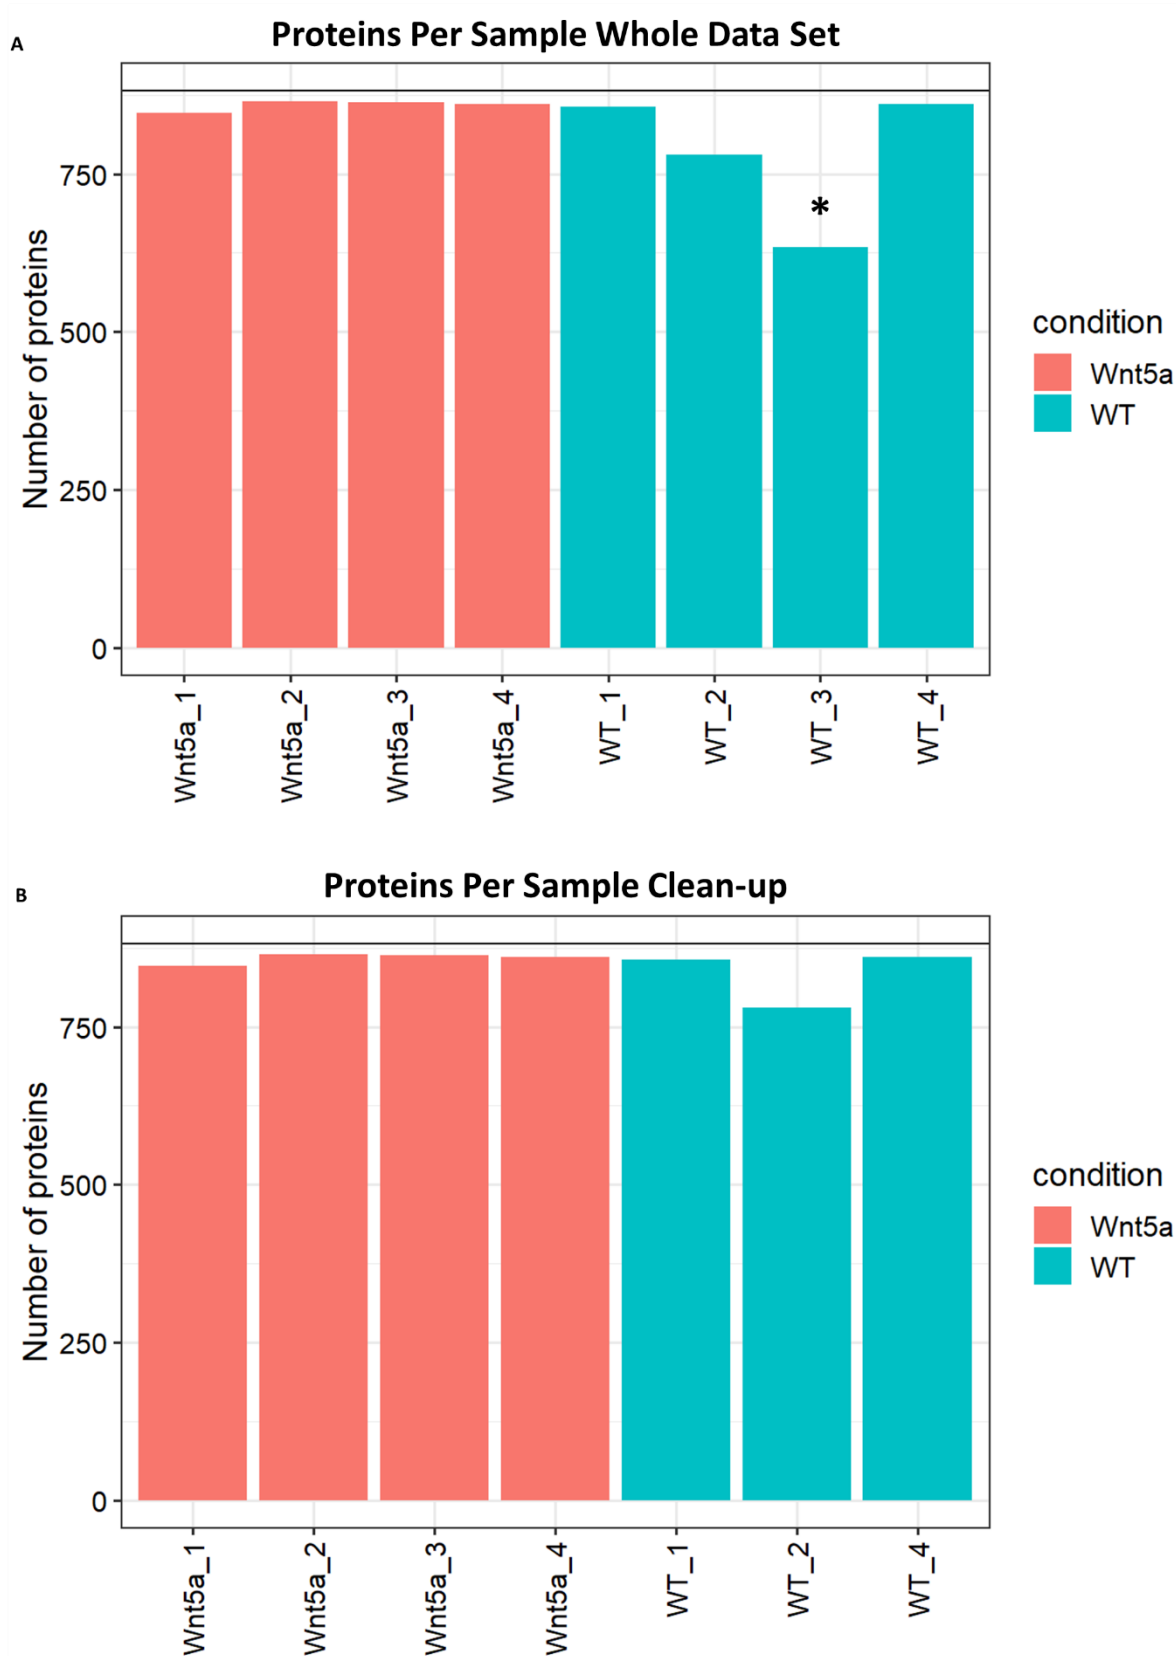 A
Proteins Per Sample Whole Data Set
Number of proteins
750
500
250
0
*
Wnt5a_1
Wnt5a_2
Wnt5a_3
Wnt5a_4
WT_1
WT_2
WT_3
WT_4
condition
Wnt5a
WT
B
Proteins Per Sample Clean-up
Number of proteins
750
500
250
0
Wnt5a_1
Wnt5a_2
Wnt5a_3
Wnt5a_4
WT_1
WT_2
WT_4
condition
Wnt5a
WT